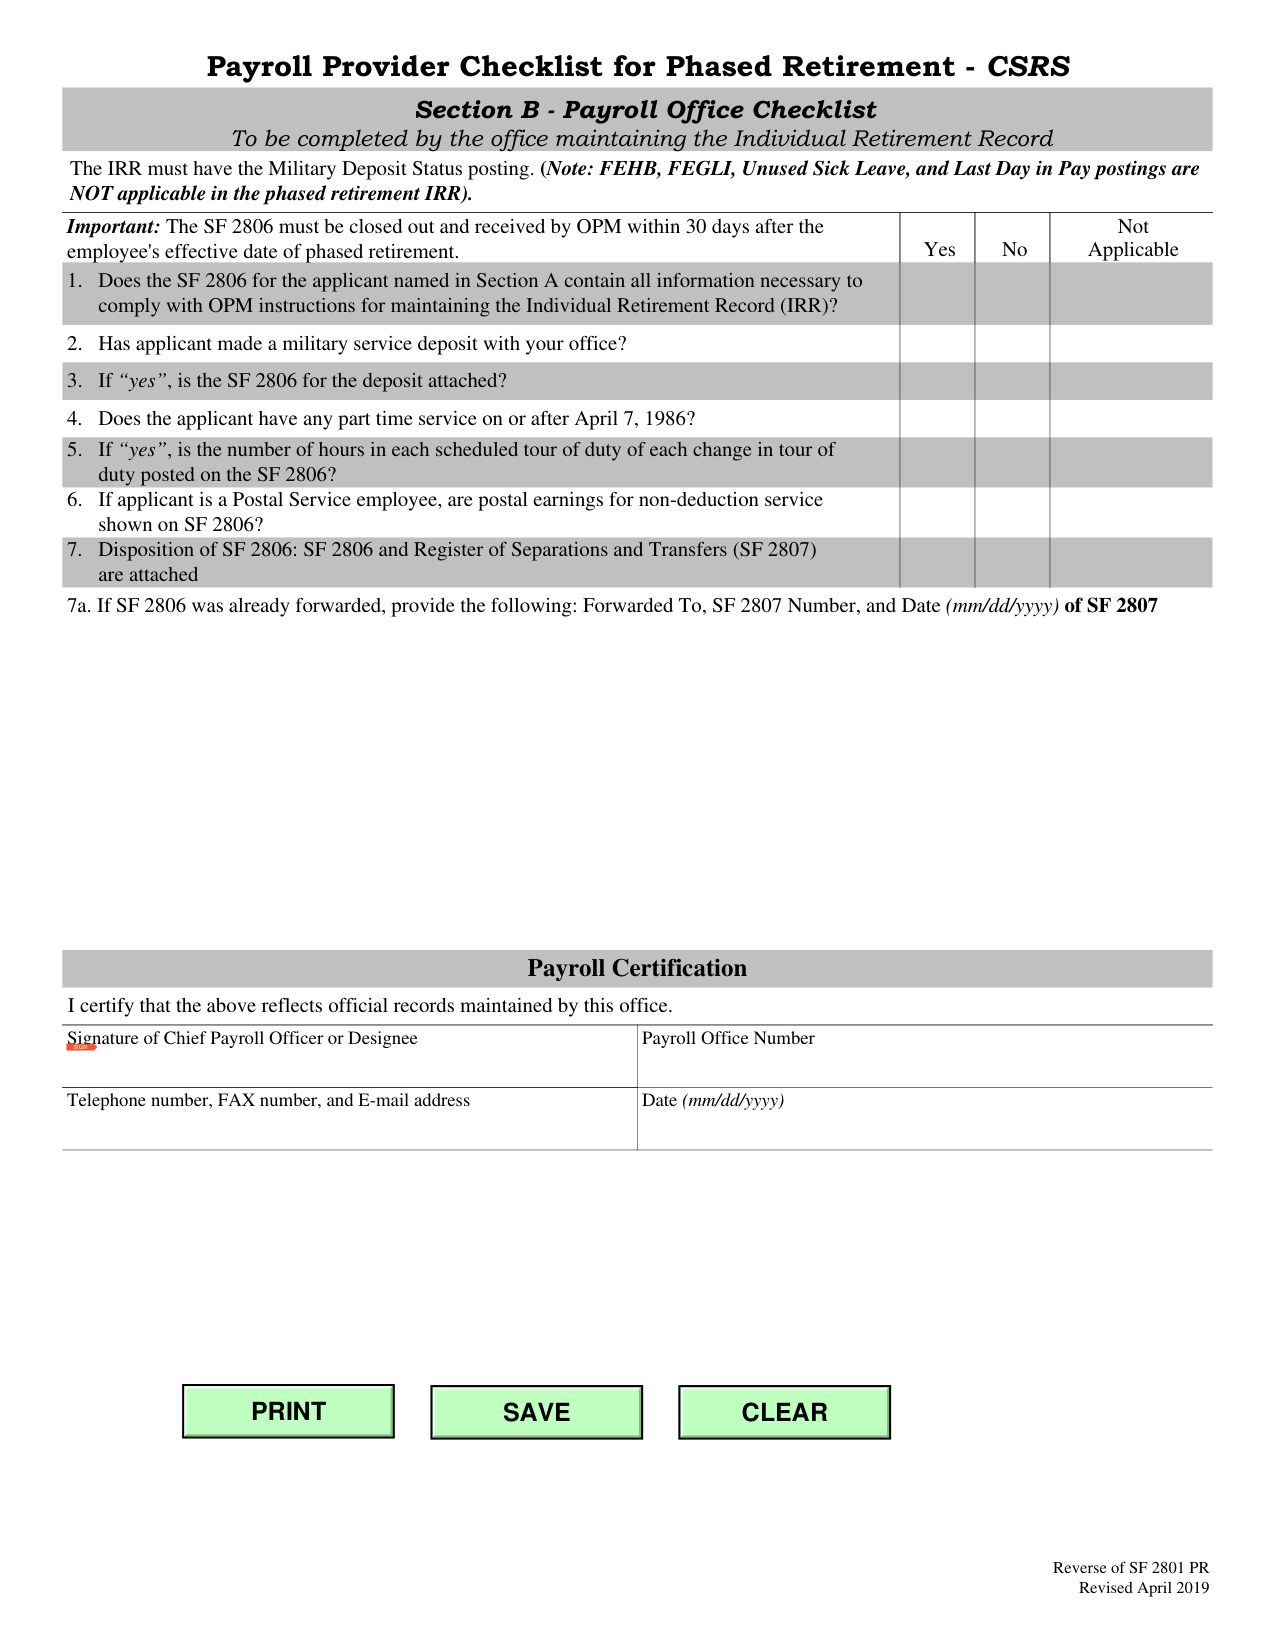 Payroll Provider Checklist for Phased Retirement - CSRS
Section B - Payroll Office Checklist
To be completed by the office maintaining the Individual Retirement Record
The IRR must have the Military Deposit Status posting. (Note: FEHB, FEGLI, Unused Sick Leave, and Last Day in Pay postings are
NOT applicable in the phased retirement IRR).
Important: The SF 2806 must be closed out and received by OPM within 30 days after the
employee's effective date of phased retirement.
Yes
No
Not
Applicable
1. Does the SF 2806 for the applicant named in Section A contain all information necessary to
comply with OPM instructions for maintaining the Individual Retirement Record (IRR)?
2. Has applicant made a military service deposit with your office?
3. If “yes”, is the SF 2806 for the deposit attached?
4. Does the applicant have any part time service on or after April 7, 1986?
5. If “yes”, is the number of hours in each scheduled tour of duty of each change in tour of
duty posted on the SF 2806?
6. If applicant is a Postal Service employee, are postal earnings for non-deduction service
shown on SF 2806?
7. Disposition of SF 2806: SF 2806 and Register of Separations and Transfers (SF 2807)
are attached
7a. If SF 2806 was already forwarded, provide the following: Forwarded To, SF 2807 Number, and Date (mm/dd/yyyy) of SF 2807
Payroll Certification
I certify that the above reflects official records maintained by this office.
Signature of Chief Payroll Officer or Designee
SIGN
Payroll Office Number
Telephone number, FAX number, and E-mail address
Date (mm/dd/yyyy)
PRINT
SAVE
CLEAR
Reverse of SF 2801 PR
Revised April 2019